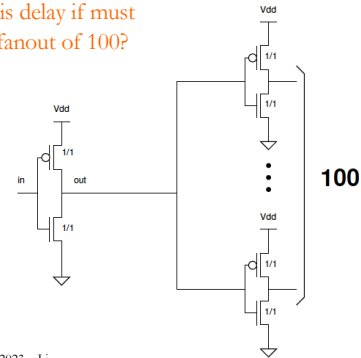 is delay if must
fanout of 100?
Vdd
1/1
1/1
Vdd
1/1
in
out
1/1
100
Vdd
1/1
1/1